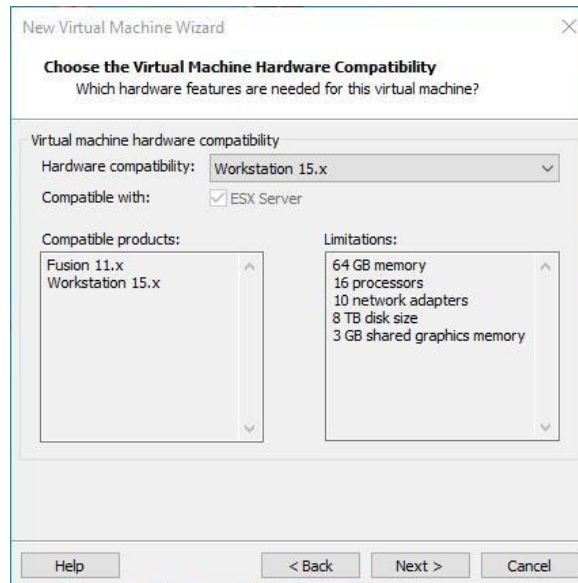 New Virtual Machine Wizard
Choose the Virtual Machine Hardware Compatibility
Which hardware features are needed for this virtual machine?
Virtual machine hardware compatibility
Hardware compatibility: Workstation 15.x
Compatible with: ESX Server
Compatible products:
Fusion 11.x
Workstation 15.x
Limitations:
64 GB memory
16 processors
10 network adapters
8 TB disk size
3 GB shared graphics memory
Help < Back Next > Cancel